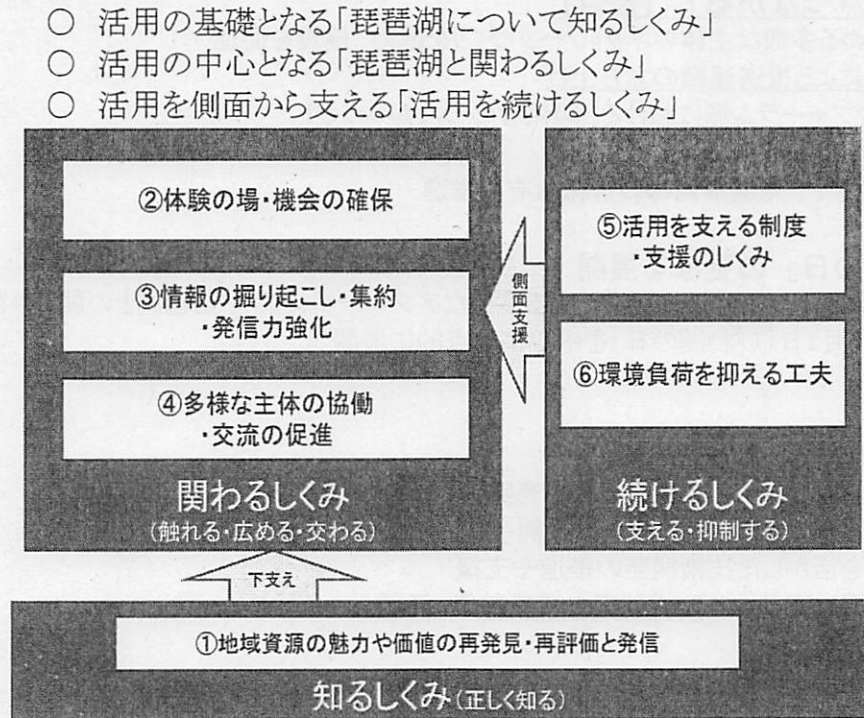 ○ 活用の基礎となる「琵琶湖について知るしくみ」
○ 活用の中心となる「琵琶湖と関わるしくみ」
○ 活用を側面から支える「活用を続けるしくみ」
②体験の場・機会の確保
③情報の掘り起こし・集約
・発信力強化
④多様な主体の協働
・交流の促進
関わるしくみ
(触れる・広める・交わる)
側面支援
⑤活用を支える制度
・支援のしくみ
⑥環境負荷を抑える工夫
続けるしくみ
(支える・抑制する)
下支え
①地域資源の魅力や価値の再発見・再評価と発信
知るしくみ(正しく知る)